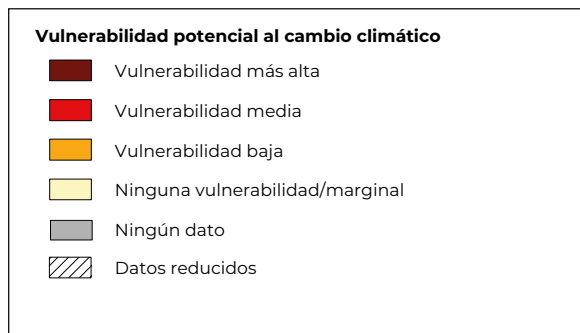 Vulnerabilidad potencial al cambio climático
Vulnerabilidad más alta
Vulnerabilidad media
Vulnerabilidad baja
Ninguna vulnerabilidad/marginal
Ningún dato
Datos reducidos